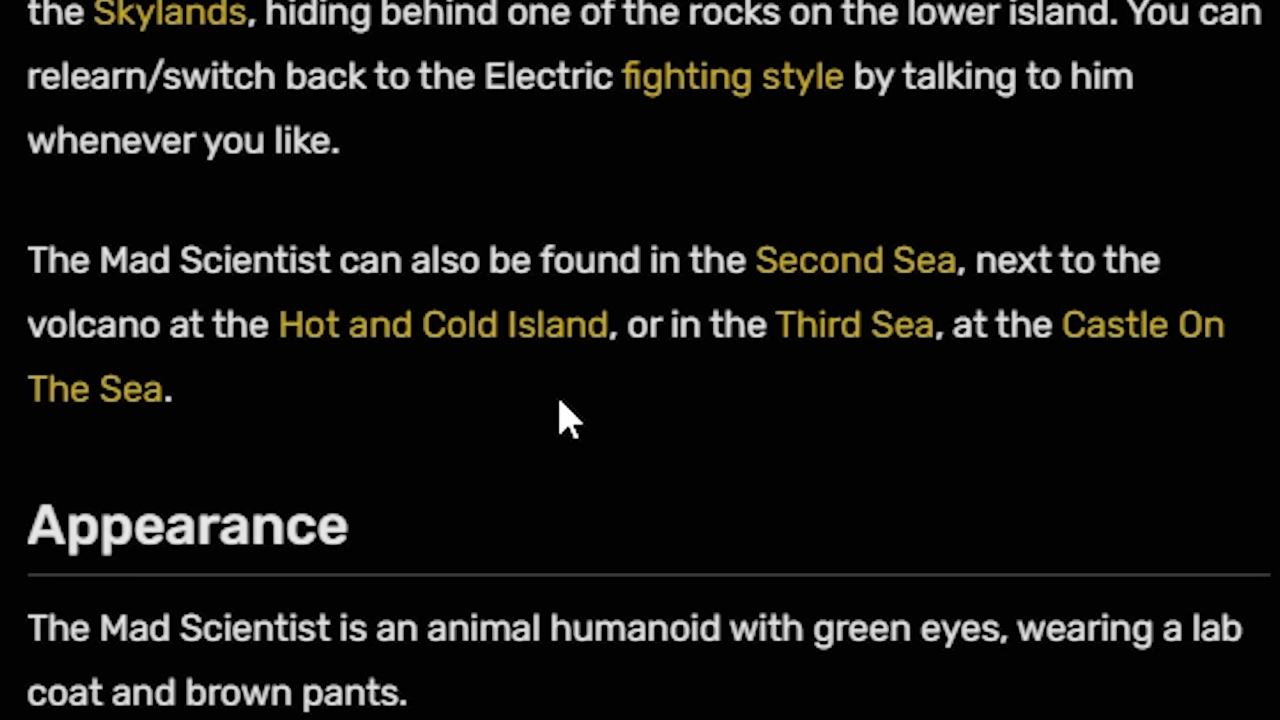 the Skylands, hiding behind one of the rocks on the lower island. You can
relearn/switch back to the Electric fighting style by talking to him
whenever you like.
The Mad Scientist can also be found in the Second Sea, next to the
volcano at the Hot and Cold Island, or in the Third Sea, at the Castle On
The Sea.
Appearance
The Mad Scientist is an animal humanoid with green eyes, wearing a lab
coat and brown pants.